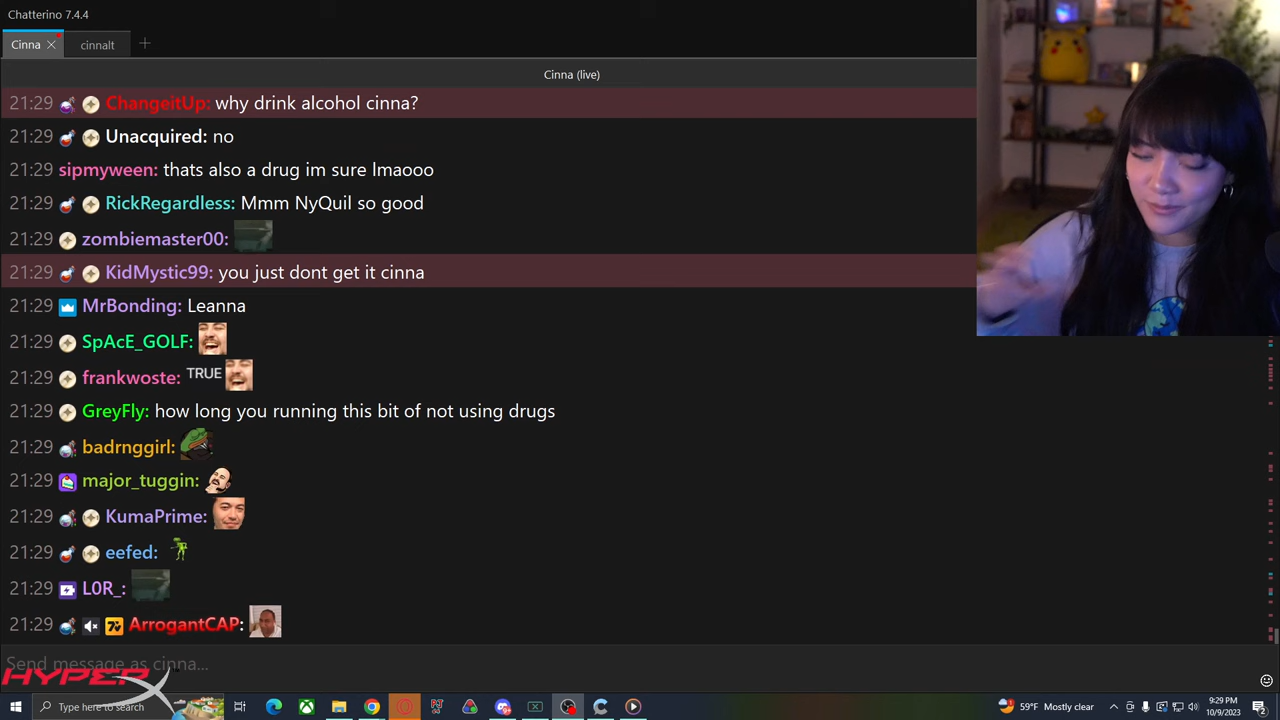 Chatterino 7.4.4
Cinna
cinnalt
Cinna (live)
21:29 ChangeitUp: why drink alcohol cinna?
21:29 Unacquired: no
21:29 sipmyween: thats also a drug im sure lmaooo
21:29 RickRegardless: Mmm NyQuil so good
21:29 zombiemaster00:
21:29 KidMystic99: you just dont get it cinna
21:29 MrBonding: Leanna
21:29 SpAcE_GOLF:
21:29 frankwoste: TRUE
21:29 GreyFly: how long you running this bit of not using drugs
21:29 badrnggirl:
21:29 major_tuggin:
21:29 KumaPrime:
21:29 eefed:
21:29 L0R_:
21:29 ArrogantCAP:
Send message as cinna...
HYPERX
Type here to search
59°F Mostly clear
9:29 PM
10/9/2023
2